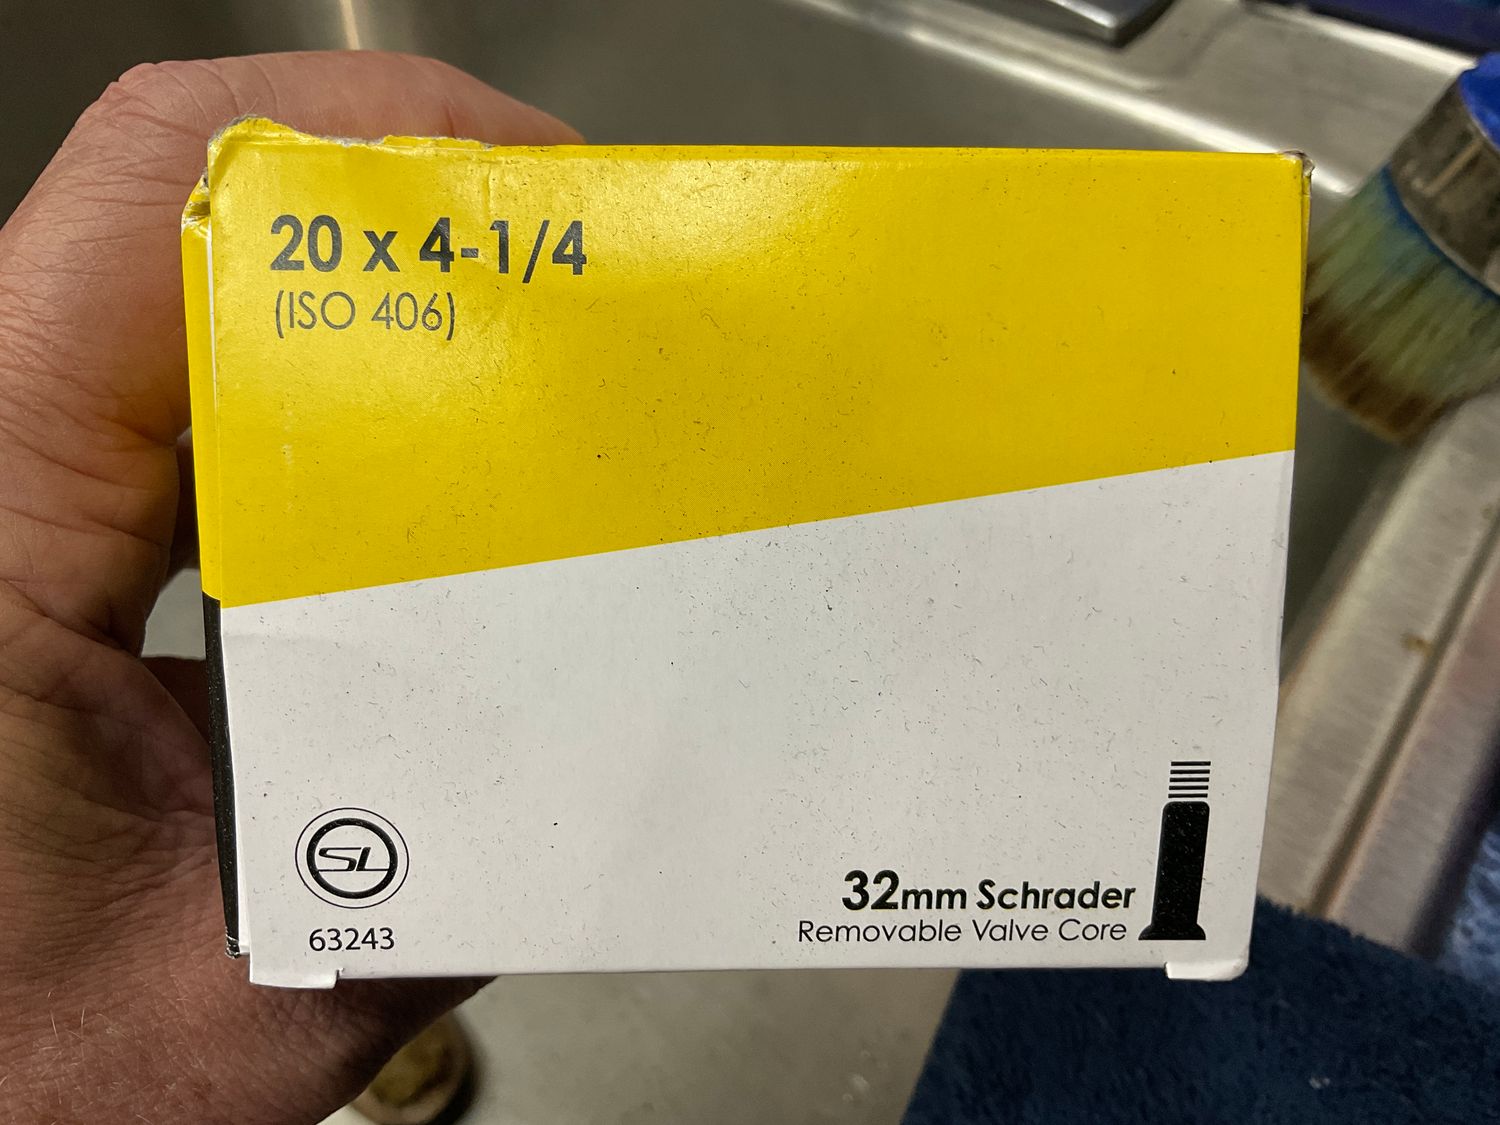 20 x 4-1/4
(ISO 406)
SL
63243
32mm Schrader
Removable Valve Core